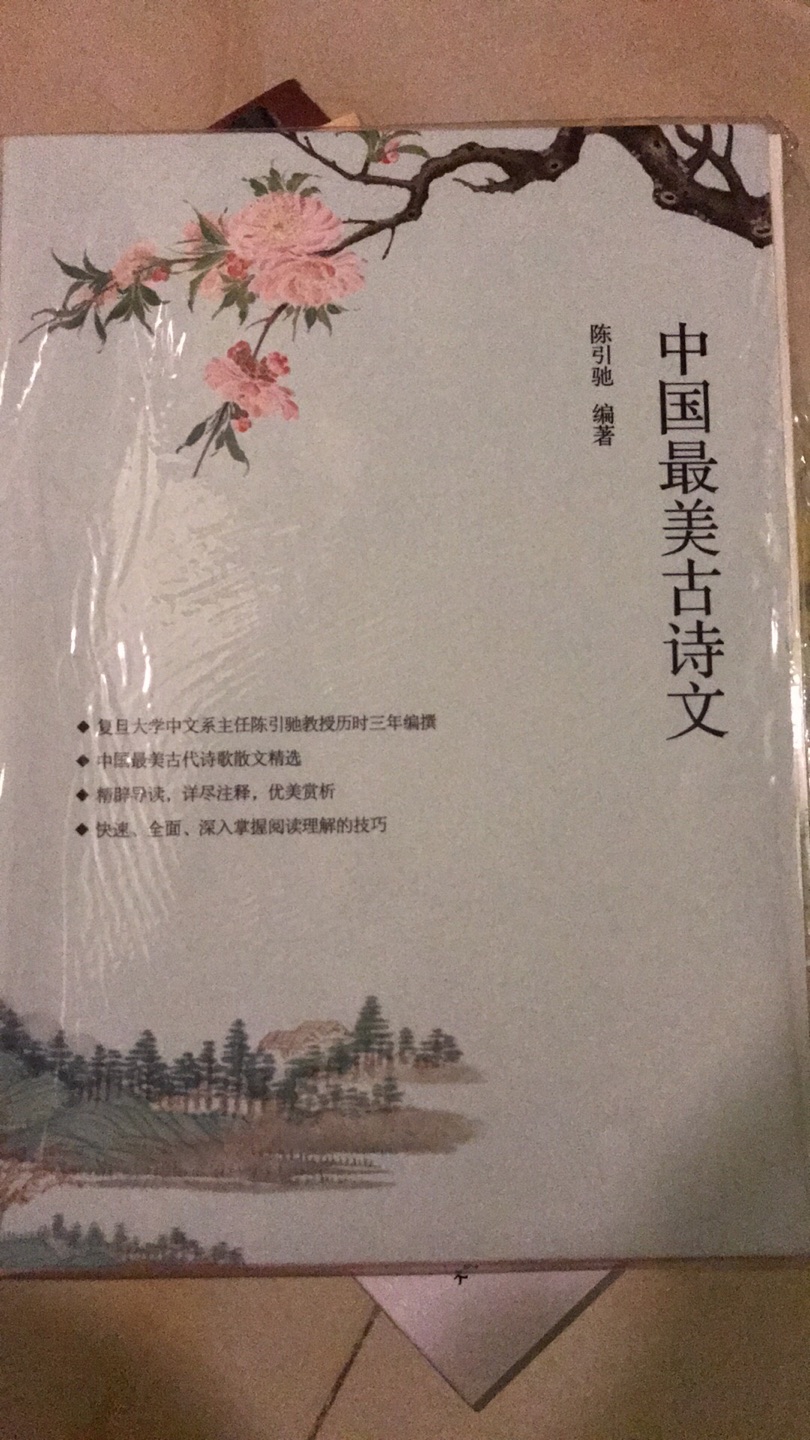 中国最美古诗文
陈引驰 编著
◆ 复旦大学中文系主任陈引驰教授历时三年编撰
◆ 中国最美古代诗歌散文精选
◆ 精辟导读，详尽注释，优美赏析
◆ 快速、全面、深入掌握阅读理解的技巧